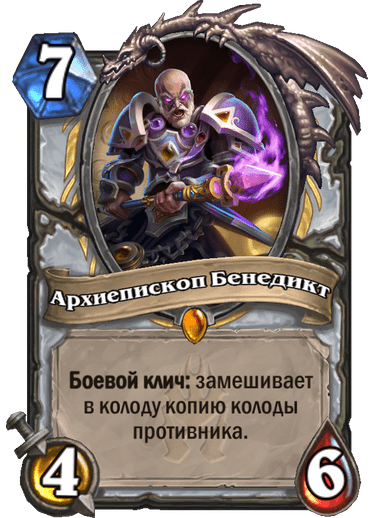 7
Архиепископ Бенедикт
Боевой клич: замешивает
в колоду копию колоды
противника.
4
6